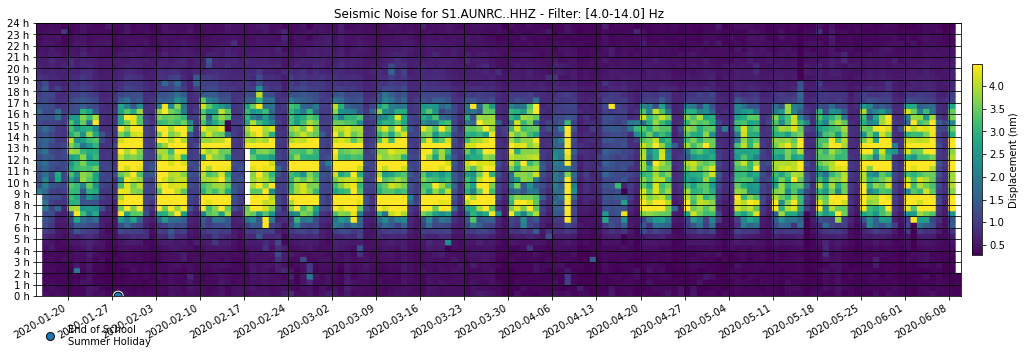 Seismic Noise for S1.AUNRC..HHZ - Filter: [4.0-14.0] Hz
24 h
23 h
22 h
21 h
20 h
19 h
18 h
17 h
16 h
15 h
14 h
13 h
12 h
11 h
10 h
9 h
8 h
7 h
6 h
5 h
4 h
3 h
2 h
1 h
0 h
4.0
3.5
3.0
2.5
2.0
1.5
1.0
0.5
Displacement (nm)
2020-01-20
2020-01-27
2020-02-03
2020-02-10
2020-02-17
2020-02-24
2020-03-02
2020-03-09
2020-03-16
2020-03-23
2020-03-30
2020-04-06
2020-04-13
2020-04-20
2020-04-27
2020-05-04
2020-05-11
2020-05-18
2020-05-25
2020-06-01
2020-06-08
End of School
Summer Holiday